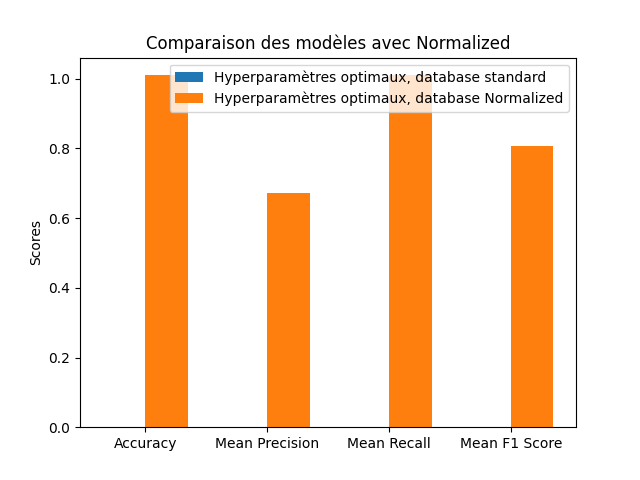 Comparaison des modèles avec Normalized
Hyperparamètres optimaux, database standard
Hyperparamètres optimaux, database Normalized
Scores
1.0
0.8
0.6
0.4
0.2
0.0
Accuracy
Mean Precision
Mean Recall
Mean F1 Score